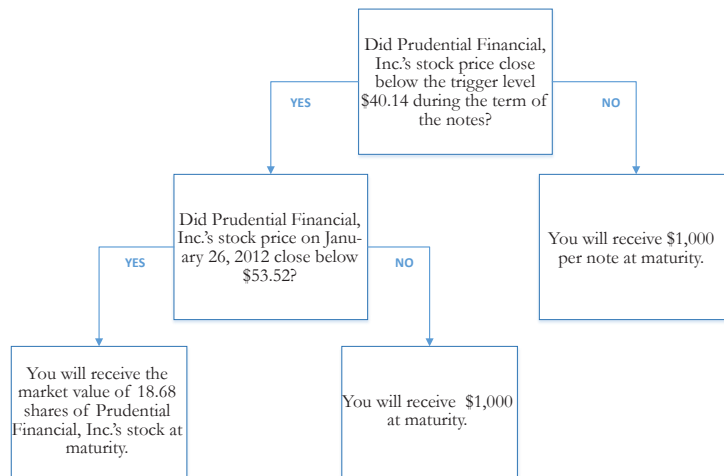 Did Prudential Financial,
Inc.'s stock price close
below the trigger level
$40.14 during the term of
the notes?
YES
NO
Did Prudential Financial,
Inc.'s stock price on Janu-
ary 26, 2012 close below
$53.52?
You will receive $1,000
per note at maturity.
YES
NO
You will receive the
market value of 18.68
shares of Prudential
Financial, Inc.'s stock at
maturity.
You will receive $1,000
at maturity.